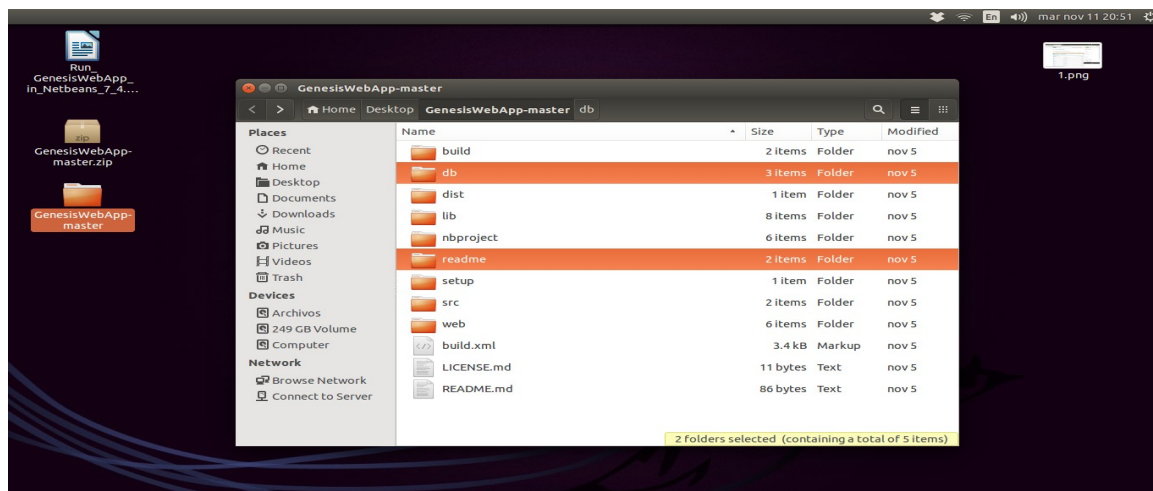 En mar nov 11 20:51
Run_
GenesisWebApp_
in_Netbeans_7_4....
zip
GenesisWebApp-
master.zip
GenesisWebApp-
master
1.png
GenesisWebApp-master
< > Home Desktop GenesisWebApp-master db
Places
Recent
Home
Desktop
Documents
Downloads
Music
Pictures
Videos
Trash
Devices
Archivos
249 GB Volume
Computer
Network
Browse Network
Connect to Server
Name Size Type Modified
build 2 items Folder nov 5
db 3 items Folder nov 5
dist 1 item Folder nov 5
lib 8 items Folder nov 5
nbproject 6 items Folder nov 5
readme 2 items Folder nov 5
setup 1 item Folder nov 5
src 2 items Folder nov 5
web 6 items Folder nov 5
build.xml 3.4 kB Markup nov 5
LICENSE.md 11 bytes Text nov 5
README.md 86 bytes Text nov 5
2 folders selected (containing a total of 5 items)